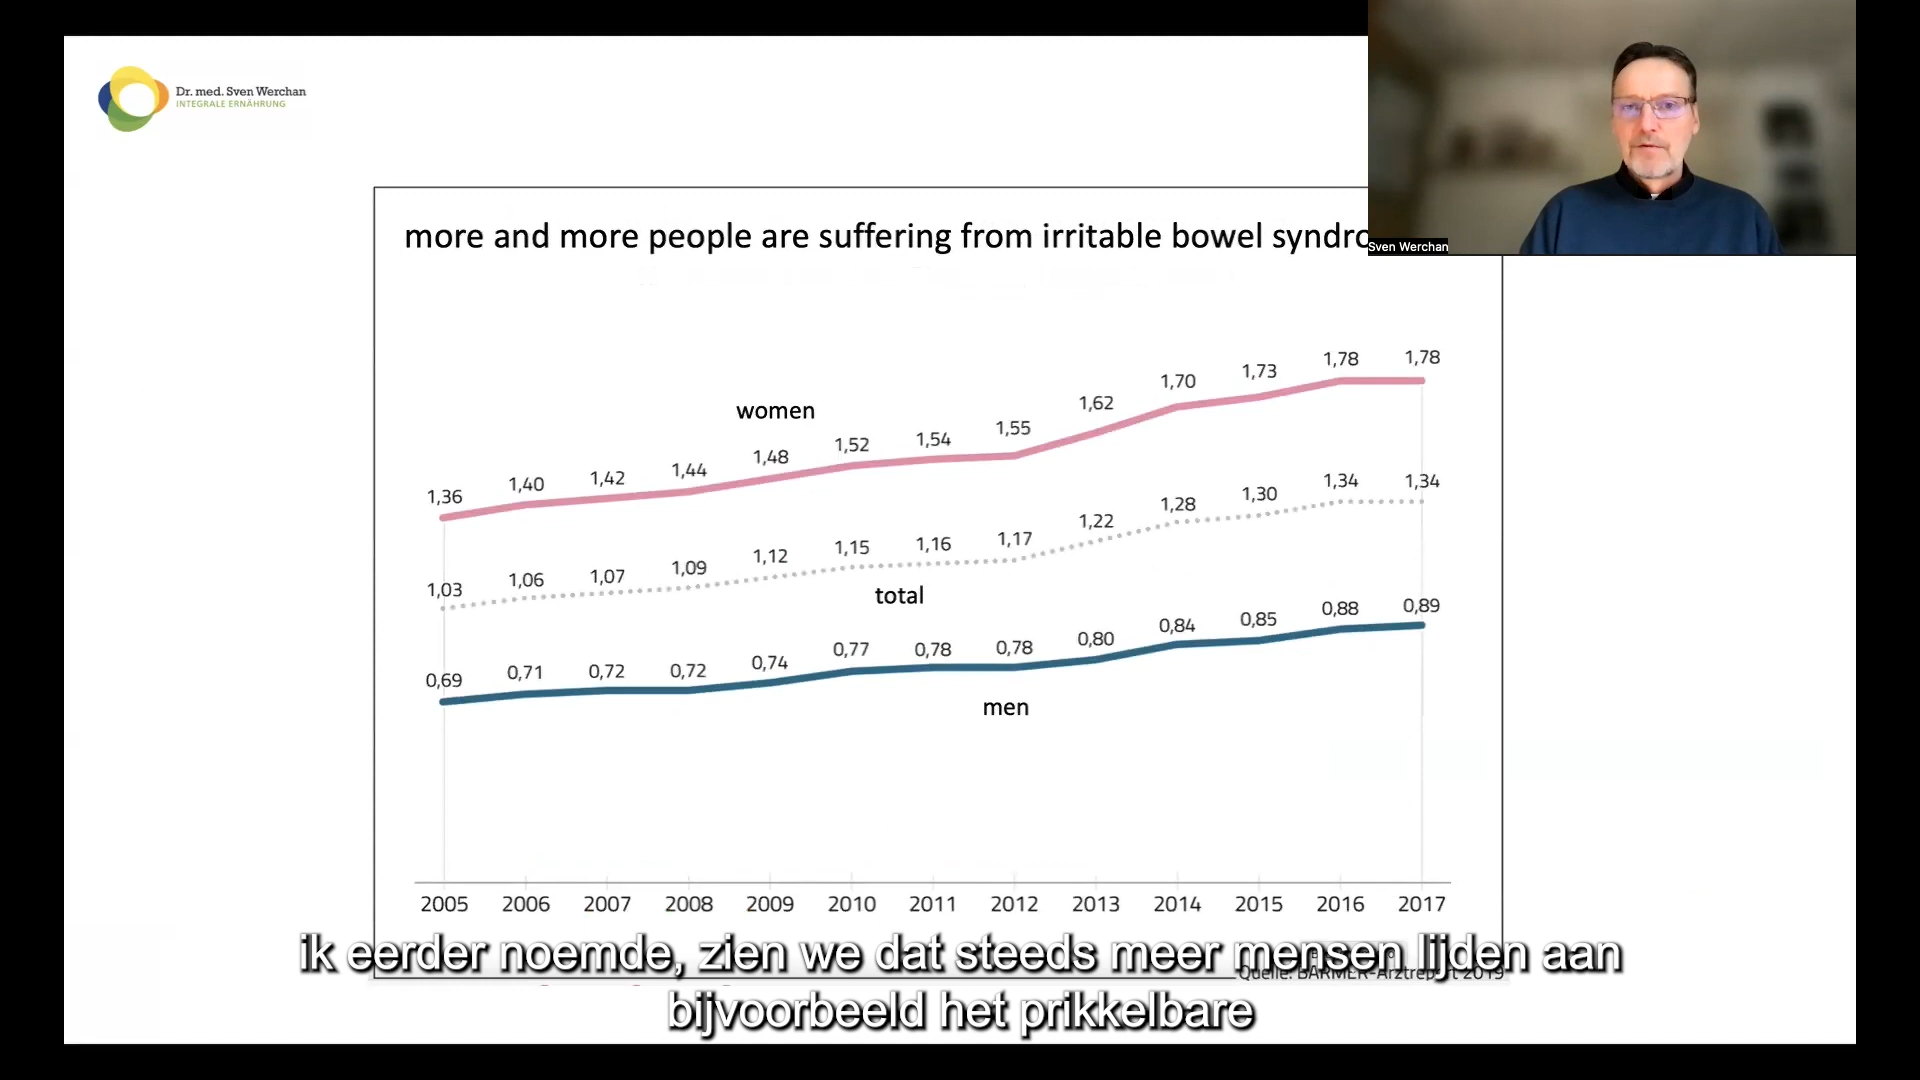 Dr. med. Sven Werchan
INTEGRALE ERNÄHRUNG
Sven Werchan
more and more people are suffering from irritable bowel syndro
women
1,36 1,40 1,42 1,44 1,48 1,52 1,54 1,55 1,62 1,70 1,73 1,78 1,78
1,03 1,06 1,07 1,09 1,12 1,15 1,16 1,17 1,22 1,28 1,30 1,34 1,34
total
0,69 0,71 0,72 0,72 0,74 0,77 0,78 0,78 0,80 0,84 0,85 0,88 0,89
men
2005 2006 2007 2008 2009 2010 2011 2012 2013 2014 2015 2016 2017
Quelle: BARMER-Arztreport 2019
ik eerder noemde, zien we dat steeds meer mensen lijden aan
bijvoorbeeld het prikkelbare